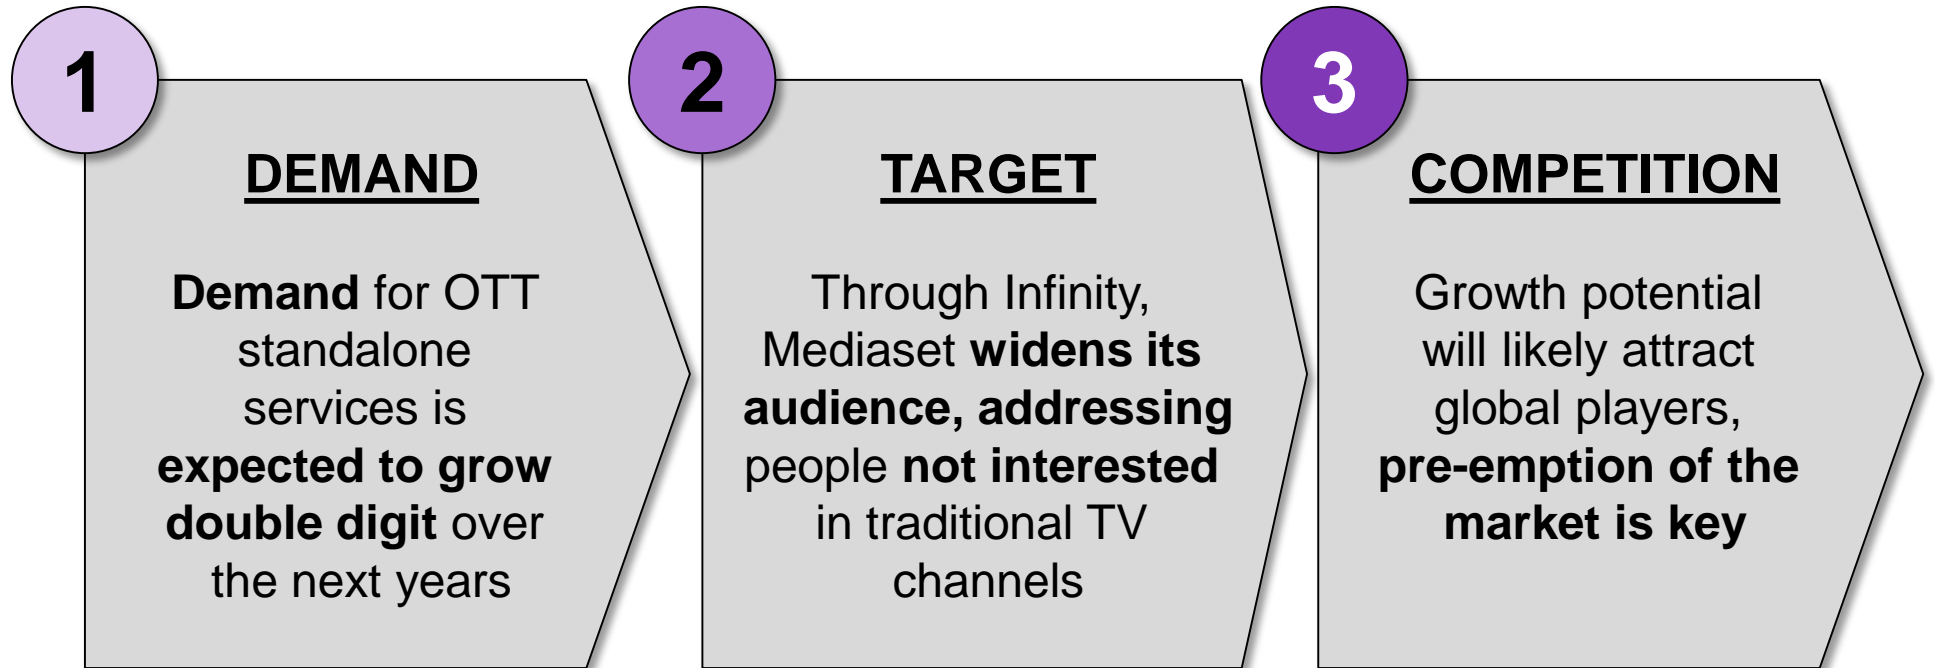 1
DEMAND
Demand for OTT
standalone
services is
expected to grow
double digit over
the next years
2
TARGET
Through Infinity,
Mediaset widens its
audience, addressing
people not interested
in traditional TV
channels
3
COMPETITION
Growth potential
will likely attract
global players,
pre-emption of the
market is key